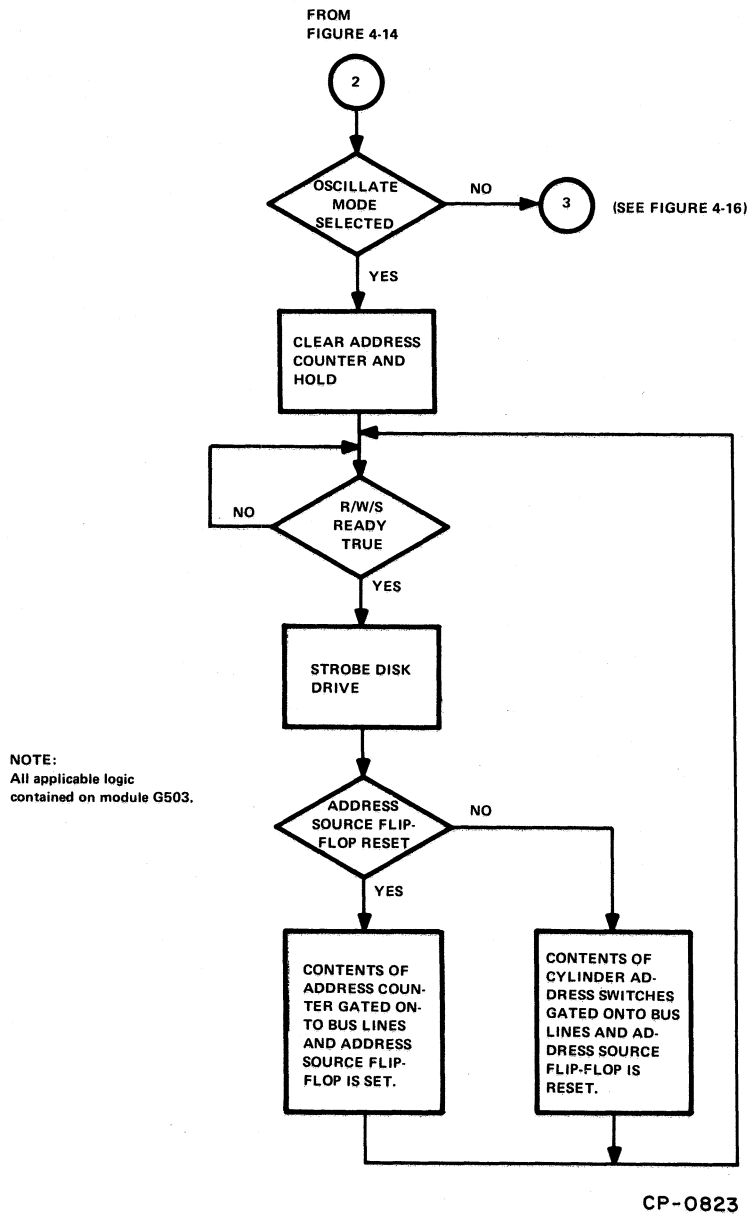 FROM
FIGURE 4-14
2
OSCILLATE
MODE
SELECTED
NO
3
(SEE FIGURE 4-16)
YES
CLEAR ADDRESS
COUNTER AND
HOLD
NO
R/W/S
READY
TRUE
YES
STROBE DISK
DRIVE
NOTE:
All applicable logic
contained on module G503.
ADDRESS
SOURCE FLIP-
FLOP RESET
NO
YES
CONTENTS OF
ADDRESS COUN-
TER GATED ON-
TO BUS LINES
AND ADDRESS
SOURCE FLIP-
FLOP IS SET.
CONTENTS OF
CYLINDER AD-
DRESS SWITCHES
GATED ONTO BUS
LINES AND AD-
DRESS SOURCE
FLIP-FLOP IS
RESET.
CP-0823